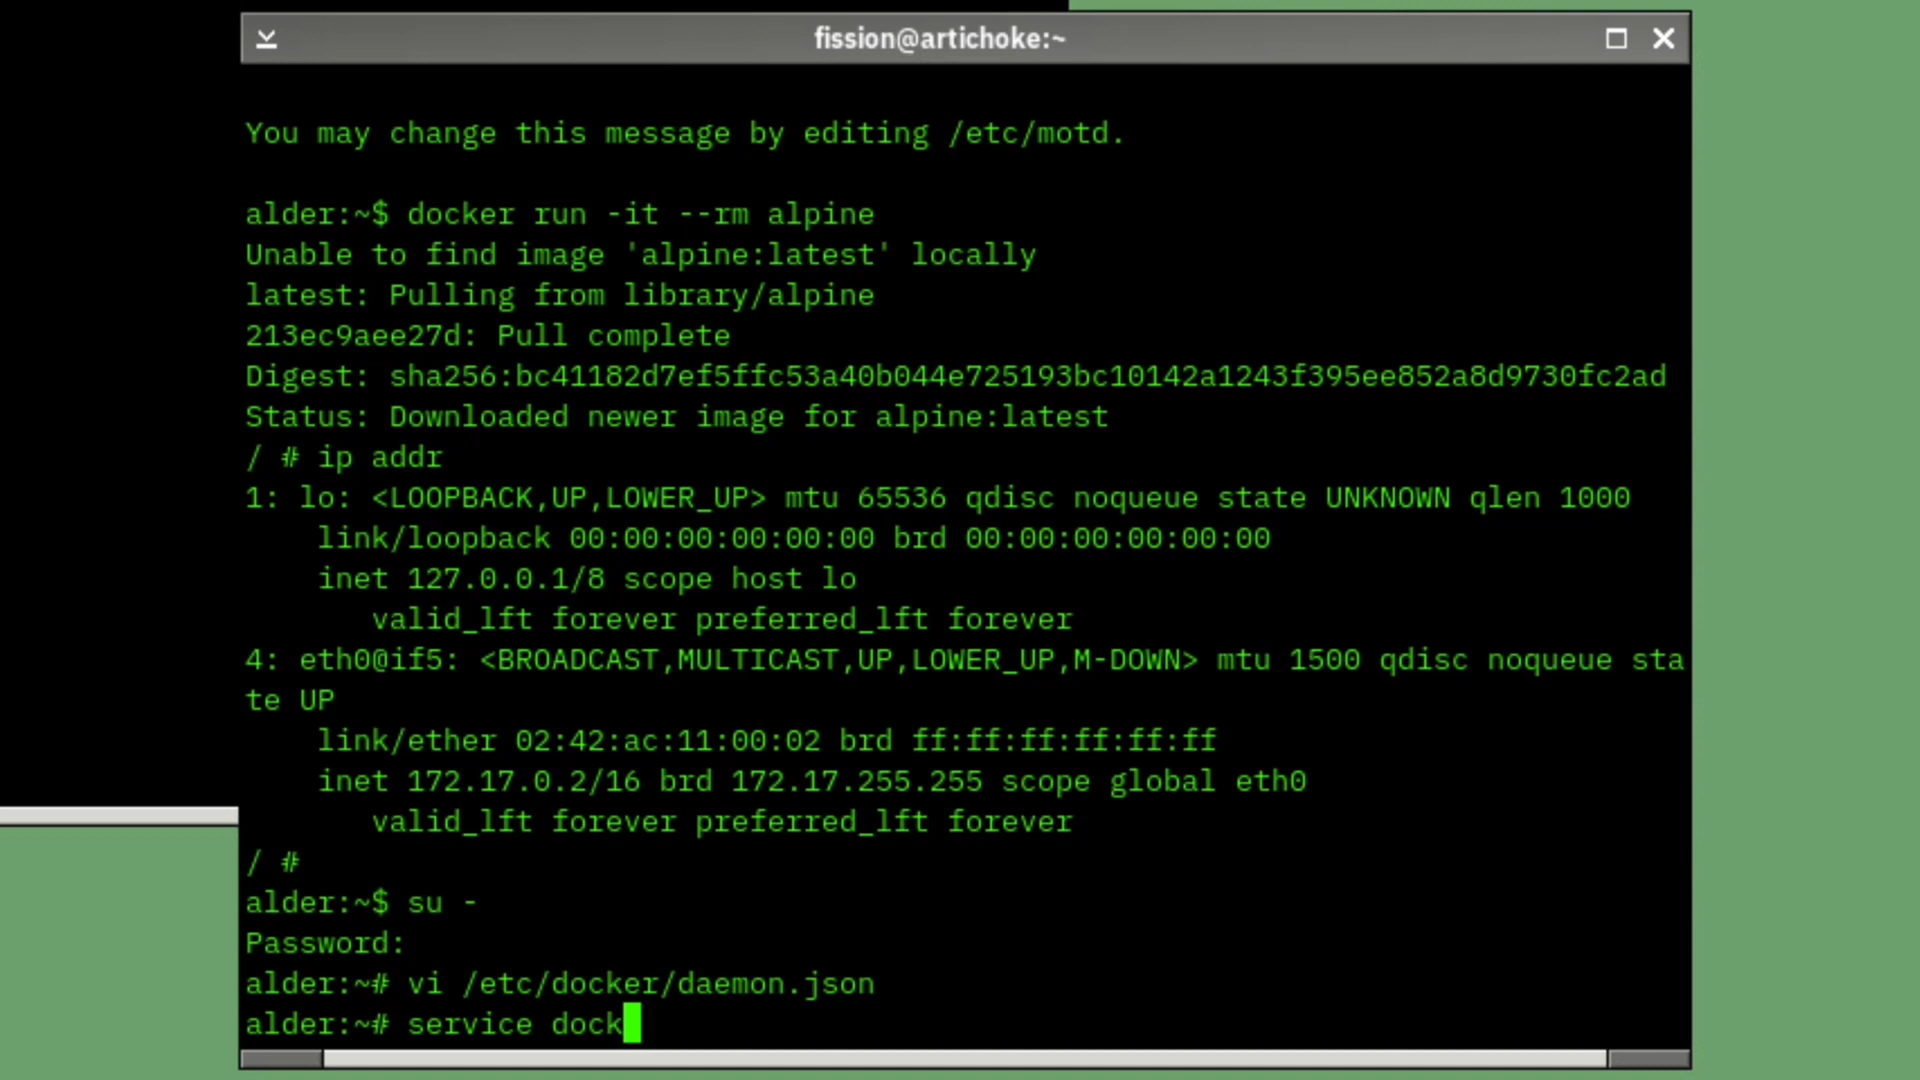 fission@artichoke:~
You may change this message by editing /etc/motd.
alder:~$ docker run -it --rm alpine
Unable to find image 'alpine:latest' locally
latest: Pulling from library/alpine
213ec9aee27d: Pull complete
Digest: sha256:bc41182d7ef5ffc53a40b044e725193bc10142a1243f395ee852a8d9730fc2ad
Status: Downloaded newer image for alpine:latest
/ # ip addr
1: lo: <LOOPBACK,UP,LOWER_UP> mtu 65536 qdisc noqueue state UNKNOWN qlen 1000
    link/loopback 00:00:00:00:00:00 brd 00:00:00:00:00:00
    inet 127.0.0.1/8 scope host lo
       valid_lft forever preferred_lft forever
4: eth0@if5: <BROADCAST,MULTICAST,UP,LOWER_UP,M-DOWN> mtu 1500 qdisc noqueue sta
te UP
    link/ether 02:42:ac:11:00:02 brd ff:ff:ff:ff:ff:ff
    inet 172.17.0.2/16 brd 172.17.255.255 scope global eth0
       valid_lft forever preferred_lft forever
/ #
alder:~$ su -
Password:
alder:~# vi /etc/docker/daemon.json
alder:~# service dock